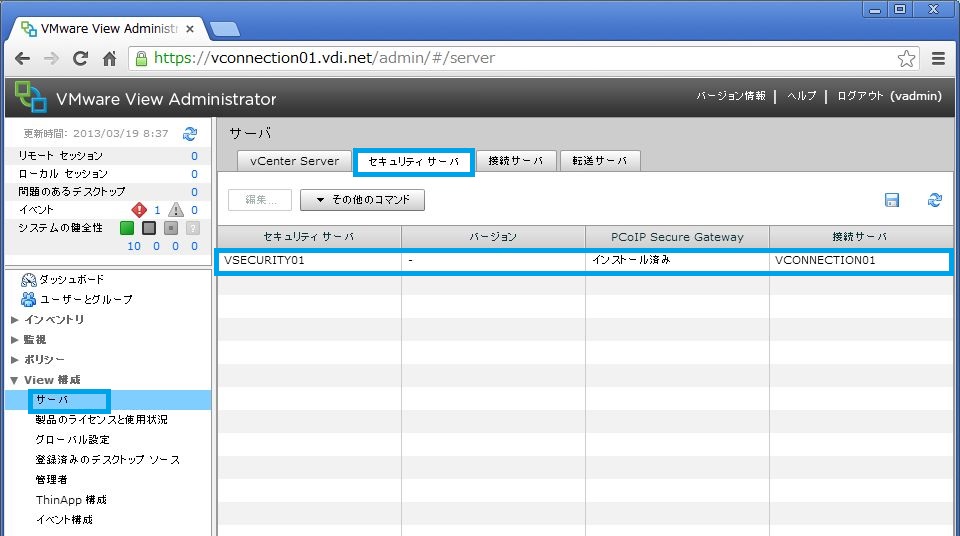 VMware View Administr
https://vconnection01.vdi.net/admin/#/server
VMware View Administrator
バージョン情報 | ヘルプ | ログアウト (vadmin)
更新時間: 2013/03/19 8:37
リモート セッション 0
ローカル セッション 0
問題のあるデスクトップ 0
イベント 1 0
システムの健全性 ?
10 0 0 0
ダッシュボード
ユーザーとグループ
インベントリ
監視
ポリシー
View 構成
サーバ
製品のライセンスと使用状況
グローバル設定
登録済みのデスクトップ ソース
管理者
ThinApp 構成
イベント構成
サーバ
vCenter Server セキュリティ サーバ 接続サーバ 転送サーバ
編集... その他のコマンド
セキュリティ サーバ バージョン PCoIP Secure Gateway 接続サーバ
VSECURITY01 - インストール済み VCONNECTION01